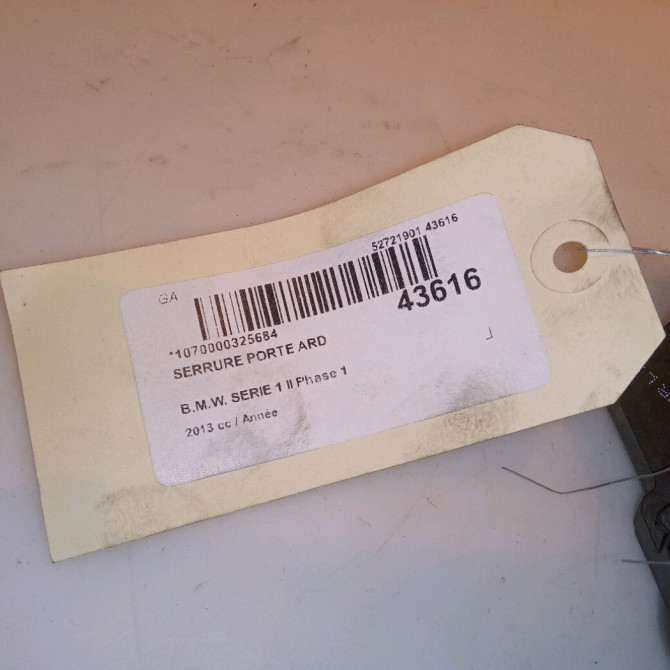 52721901 43616
GA
43616
*1070000325684
SERRURE PORTE ARD
B.M.W. SERIE 1 II Phase 1
2013 cc / Année